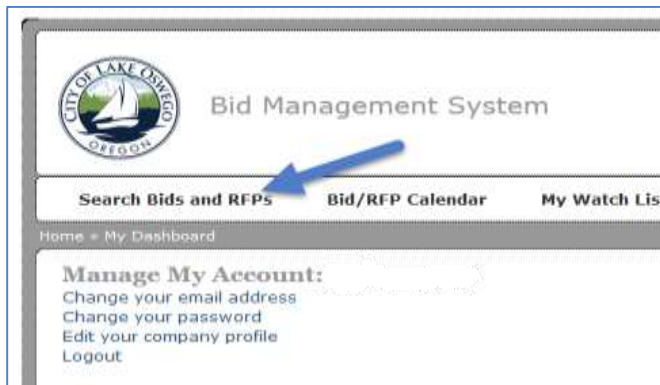 CITY OF LAKE OSWEGO
OREGON
Bid Management System
Search Bids and RFPs Bid/RFP Calendar My Watch Lis
Home » My Dashboard
Manage My Account:
Change your email address
Change your password
Edit your company profile
Logout